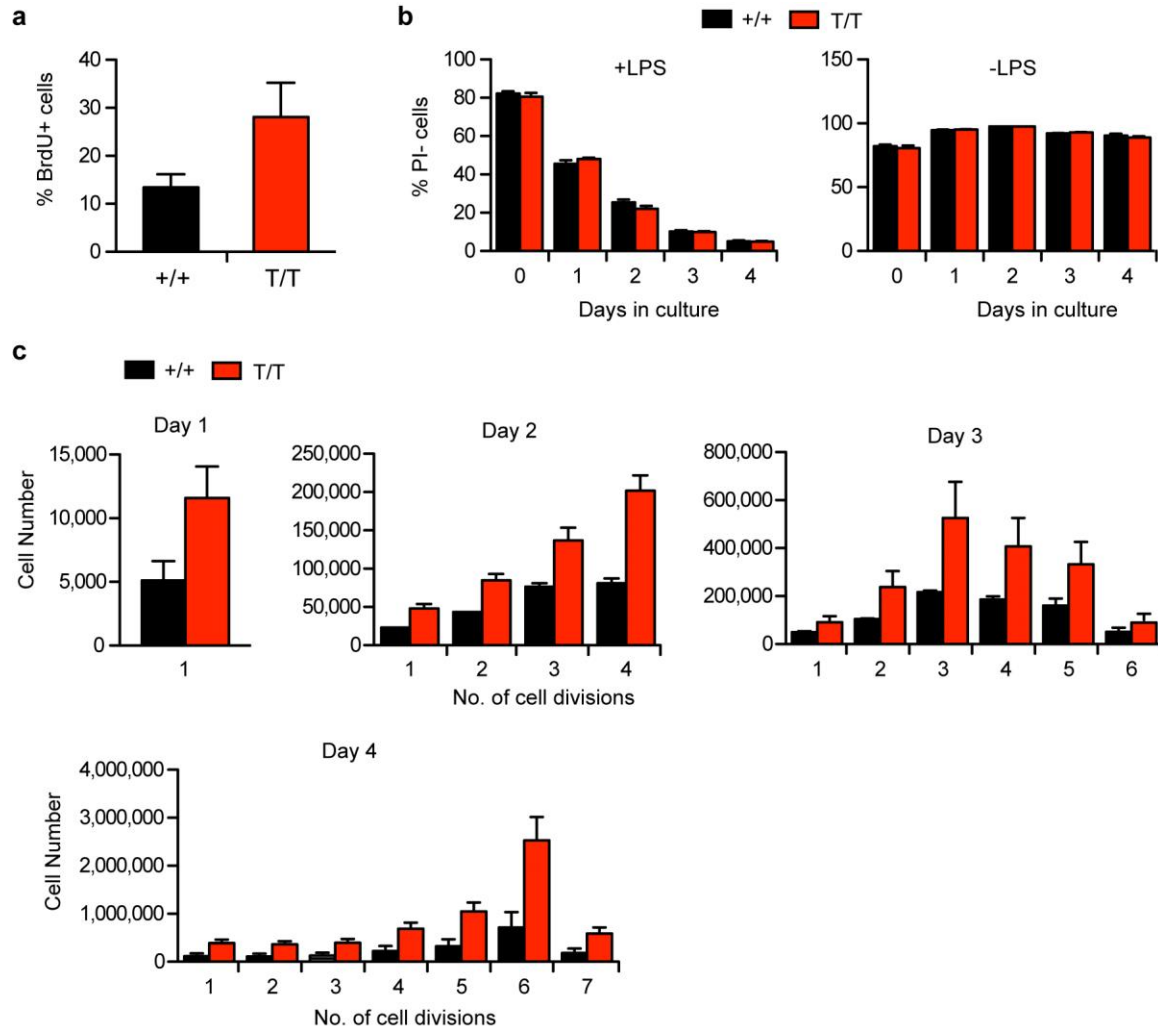 a
40
30
20
10
0
% BrdU+ cells
+/+ T/T
b
+/+ T/T
+LPS
100
80
60
40
20
0
% PI- cells
0 1 2 3 4
Days in culture
-LPS
150
100
50
0
0 1 2 3 4
Days in culture
c
+/+ T/T
Day 1
15,000
10,000
5,000
0
Cell Number
1
Day 2
250,000
200,000
150,000
100,000
50,000
0
1 2 3 4
No. of cell divisions
Day 3
800,000
600,000
400,000
200,000
0
1 2 3 4 5 6
Day 4
4,000,000
3,000,000
2,000,000
1,000,000
0
Cell Number
1 2 3 4 5 6 7
No. of cell divisions